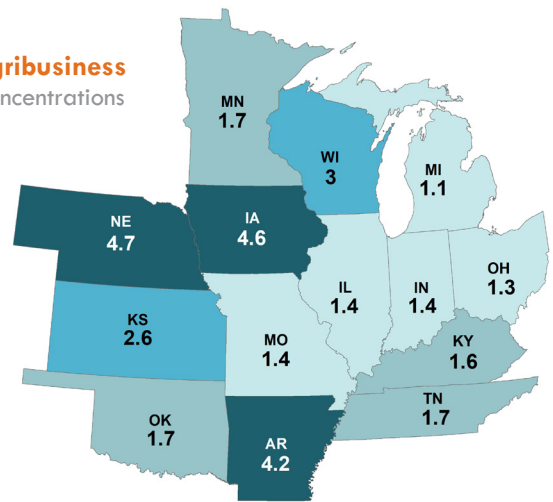 gribusiness
ncentrations
MN
1.7
WI
3
MI
1.1
NE
4.7
IA
4.6
IL
1.4
IN
1.4
OH
1.3
KS
2.6
MO
1.4
KY
1.6
OK
1.7
AR
4.2
TN
1.7